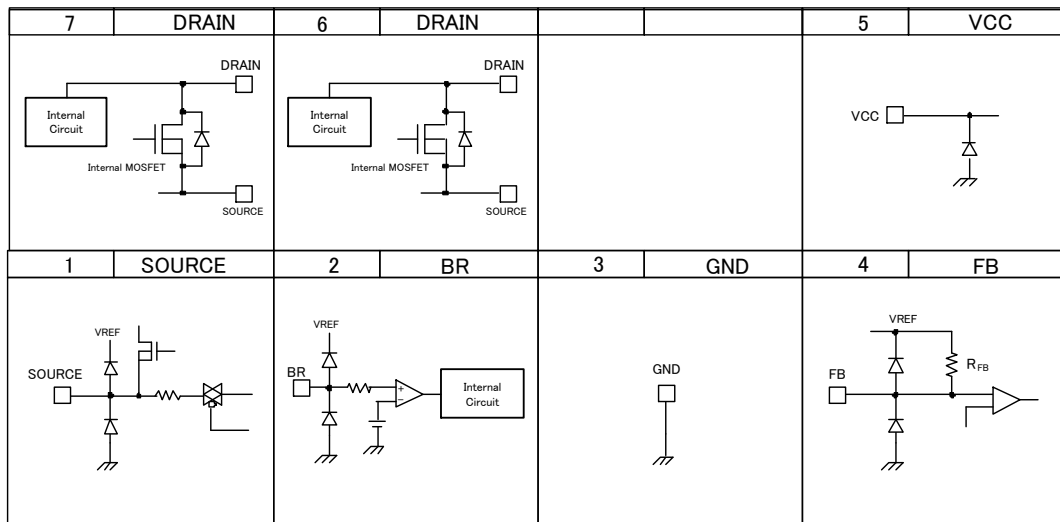 7 DRAIN 6 DRAIN 5 VCC
DRAIN
Internal
Circuit
Internal MOSFET
SOURCE
DRAIN
Internal
Circuit
Internal MOSFET
SOURCE
VCC
1 SOURCE 2 BR 3 GND 4 FB
VREF
SOURCE
VREF
BR
+
−
Internal
Circuit
GND
VREF
RFB
FB